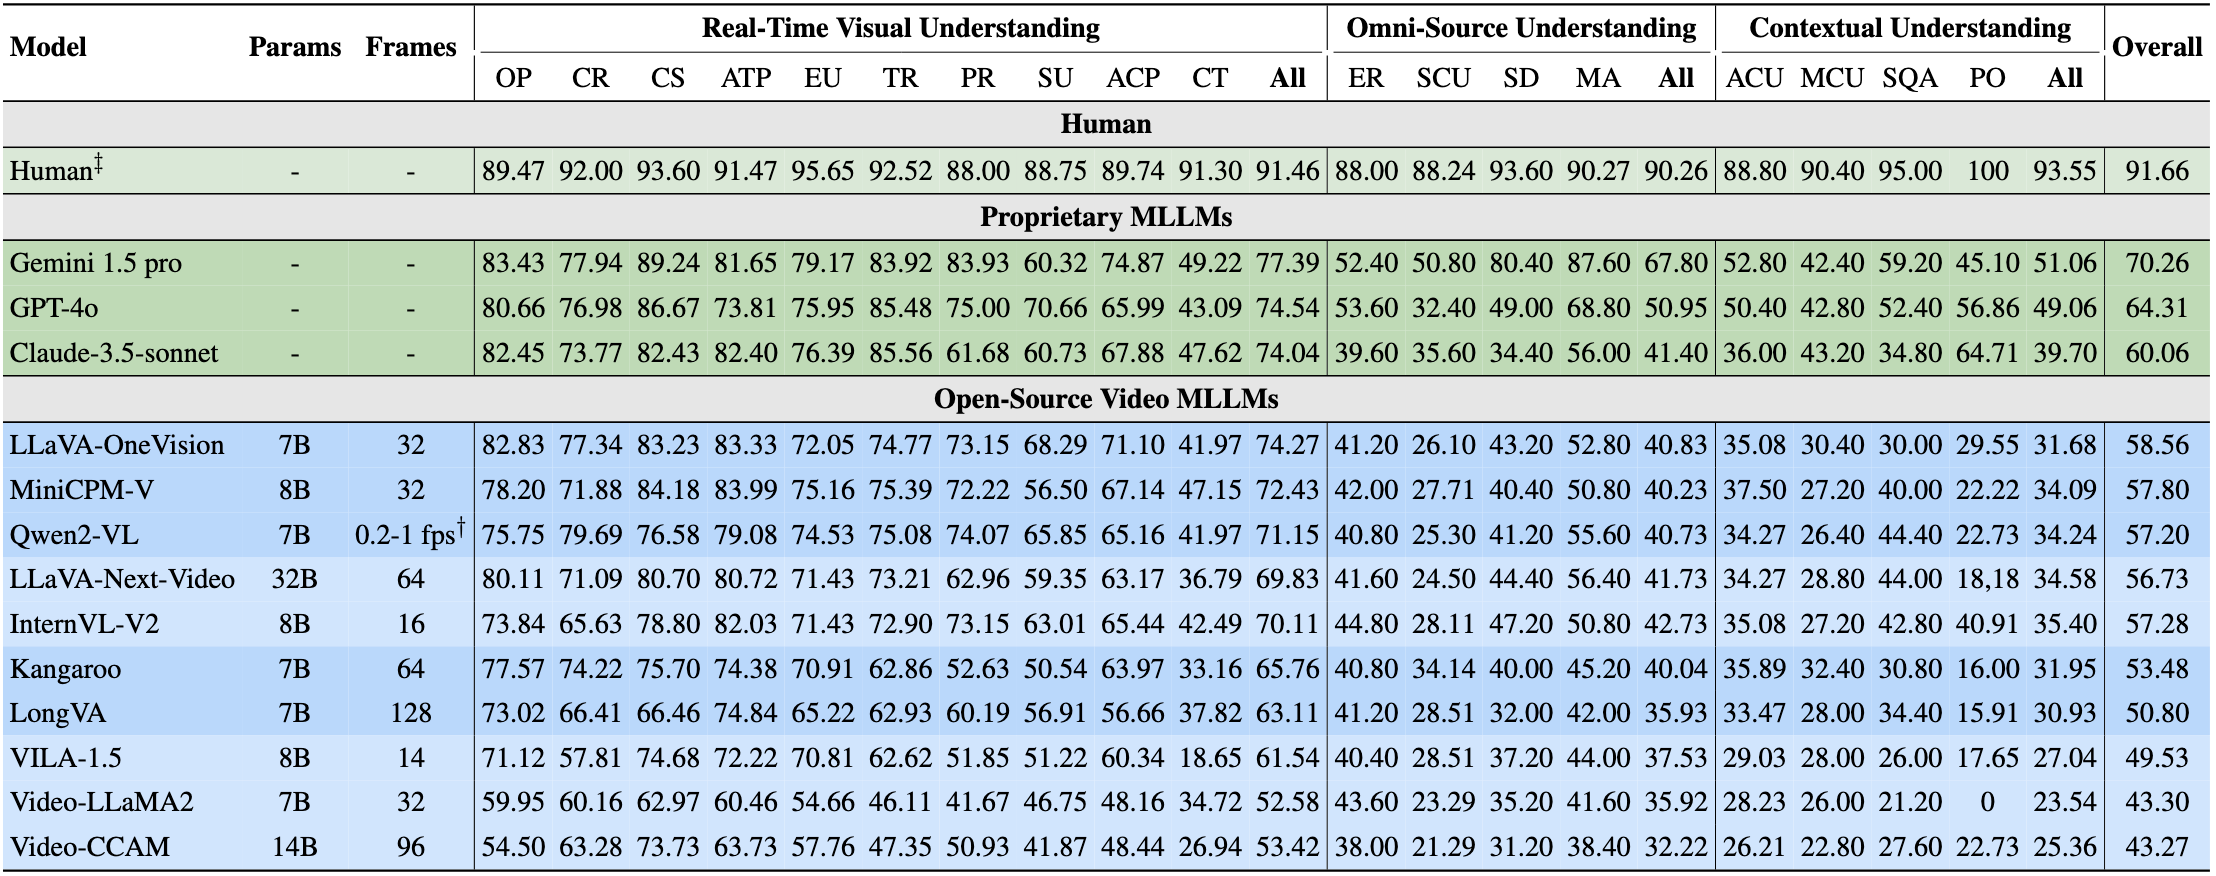 Model Params Frames Real-Time Visual Understanding Omni-Source Understanding Contextual Understanding Overall
OP CR CS ATP EU TR PR SU ACP CT All ER SCU SD MA All ACU MCU SQA PO All
Human
Human‡ - - 89.47 92.00 93.60 91.47 95.65 92.52 88.00 88.75 89.74 91.30 91.46 88.00 88.24 93.60 90.27 90.26 88.80 90.40 95.00 100 93.55 91.66
Proprietary MLLMs
Gemini 1.5 pro - - 83.43 77.94 89.24 81.65 79.17 83.92 83.93 60.32 74.87 49.22 77.39 52.40 50.80 80.40 87.60 67.80 52.80 42.40 59.20 45.10 51.06 70.26
GPT-4o - - 80.66 76.98 86.67 73.81 75.95 85.48 75.00 70.66 65.99 43.09 74.54 53.60 32.40 49.00 68.80 50.95 50.40 42.80 52.40 56.86 49.06 64.31
Claude-3.5-sonnet - - 82.45 73.77 82.43 82.40 76.39 85.56 61.68 60.73 67.88 47.62 74.04 39.60 35.60 34.40 56.00 41.40 36.00 43.20 34.80 64.71 39.70 60.06
Open-Source Video MLLMs
LLaVA-OneVision 7B 32 82.83 77.34 83.23 83.33 72.05 74.77 73.15 68.29 71.10 41.97 74.27 41.20 26.10 43.20 52.80 40.83 35.08 30.40 30.00 29.55 31.68 58.56
MiniCPM-V 8B 32 78.20 71.88 84.18 83.99 75.16 75.39 72.22 56.50 67.14 47.15 72.43 42.00 27.71 40.40 50.80 40.23 37.50 27.20 40.00 22.22 34.09 57.80
Qwen2-VL 7B 0.2-1 fps† 75.75 79.69 76.58 79.08 74.53 75.08 74.07 65.85 65.16 41.97 71.15 40.80 25.30 41.20 55.60 40.73 34.27 26.40 44.40 22.73 34.24 57.20
LLaVA-Next-Video 32B 64 80.11 71.09 80.70 80.72 71.43 73.21 62.96 59.35 63.17 36.79 69.83 41.60 24.50 44.40 56.40 41.73 34.27 28.80 44.00 18,18 34.58 56.73
InternVL-V2 8B 16 73.84 65.63 78.80 82.03 71.43 72.90 73.15 63.01 65.44 42.49 70.11 44.80 28.11 47.20 50.80 42.73 35.08 27.20 42.80 40.91 35.40 57.28
Kangaroo 7B 64 77.57 74.22 75.70 74.38 70.91 62.86 52.63 50.54 63.97 33.16 65.76 40.80 34.14 40.00 45.20 40.04 35.89 32.40 30.80 16.00 31.95 53.48
LongVA 7B 128 73.02 66.41 66.46 74.84 65.22 62.93 60.19 56.91 56.66 37.82 63.11 41.20 28.51 32.00 42.00 35.93 33.47 28.00 34.40 15.91 30.93 50.80
VILA-1.5 8B 14 71.12 57.81 74.68 72.22 70.81 62.62 51.85 51.22 60.34 18.65 61.54 40.40 28.51 37.20 44.00 37.53 29.03 28.00 26.00 17.65 27.04 49.53
Video-LLaMA2 7B 32 59.95 60.16 62.97 60.46 54.66 46.11 41.67 46.75 48.16 34.72 52.58 43.60 23.29 35.20 41.60 35.92 28.23 26.00 21.20 0 23.54 43.30
Video-CCAM 14B 96 54.50 63.28 73.73 63.73 57.76 47.35 50.93 41.87 48.44 26.94 53.42 38.00 21.29 31.20 38.40 32.22 26.21 22.80 27.60 22.73 25.36 43.27